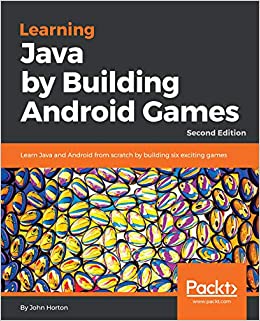 Learning
Java
by Building
Android Games
Second Edition
Learn Java and Android from scratch by building six exciting games
By John Horton
Packt>
www.packt.com